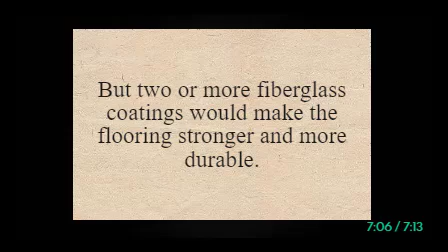 But two or more fiberglass
coatings would make the
flooring stronger and more
durable.
7:06 / 7:13